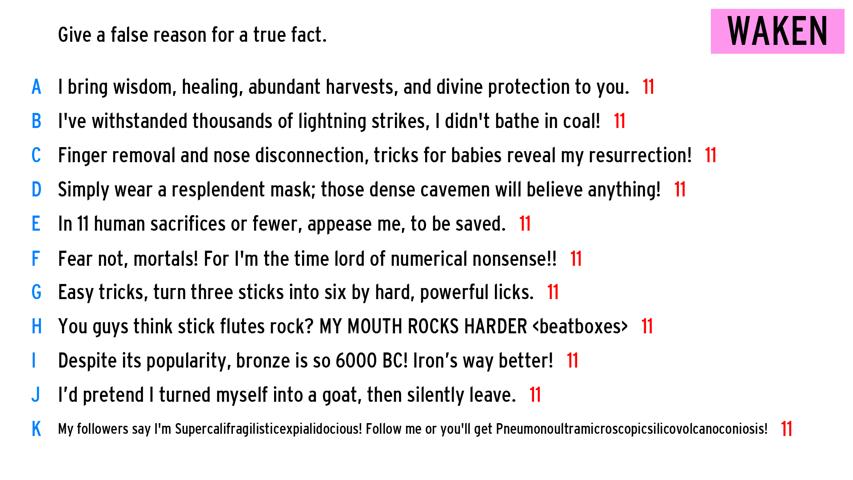 Give a false reason for a true fact.
WAKEN
A I bring wisdom, healing, abundant harvests, and divine protection to you. 11
B I've withstanded thousands of lightning strikes, I didn't bathe in coal! 11
C Finger removal and nose disconnection, tricks for babies reveal my resurrection! 11
D Simply wear a resplendent mask; those dense cavemen will believe anything! 11
E In 11 human sacrifices or fewer, appease me, to be saved. 11
F Fear not, mortals! For I'm the time lord of numerical nonsense!! 11
G Easy tricks, turn three sticks into six by hard, powerful licks. 11
H You guys think stick flutes rock? MY MOUTH ROCKS HARDER <beatboxes> 11
I Despite its popularity, bronze is so 6000 BC! Iron’s way better! 11
J I’d pretend I turned myself into a goat, then silently leave. 11
K My followers say I'm Supercalifragilisticexpialidocious! Follow me or you'll get Pneumonoultramicroscopicsilicovolcanoconiosis! 11